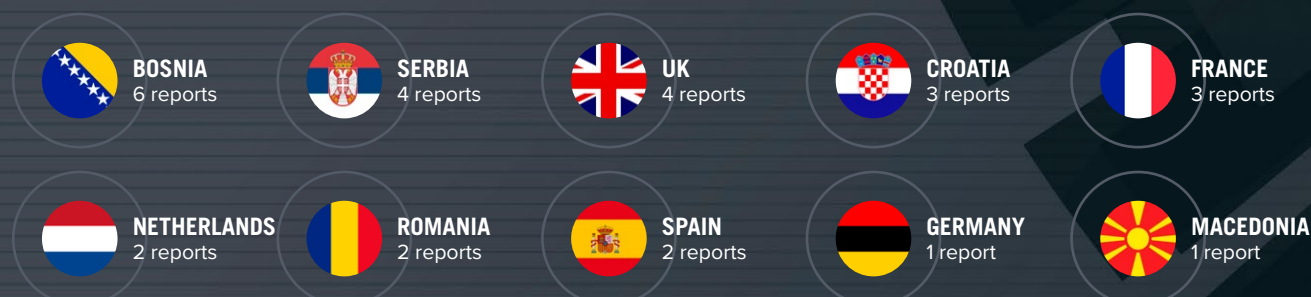 BOSNIA
6 reports
SERBIA
4 reports
UK
4 reports
CROATIA
3 reports
FRANCE
3 reports
NETHERLANDS
2 reports
ROMANIA
2 reports
SPAIN
2 reports
GERMANY
1 report
MACEDONIA
1 report